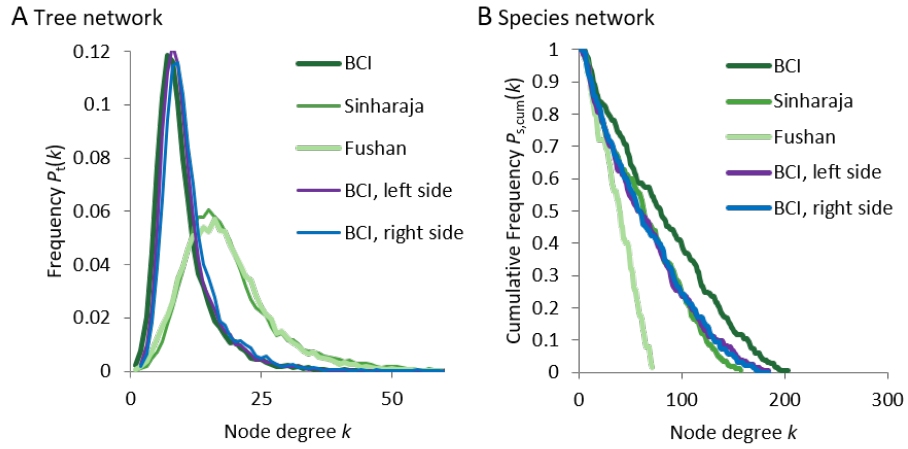 A Tree network
0.12
0.1
0.08
0.06
0.04
0.02
0
Frequency Pt(k)
BCI
Sinharaja
Fushan
BCI, left side
BCI, right side
0
25
50
Node degree k
B Species network
1
0.9
0.8
0.7
0.6
0.5
0.4
0.3
0.2
0.1
0
Cumulative Frequency Ps,cum(k)
BCI
Sinharaja
Fushan
BCI, left side
BCI, right side
0
100
200
300
Node degree k